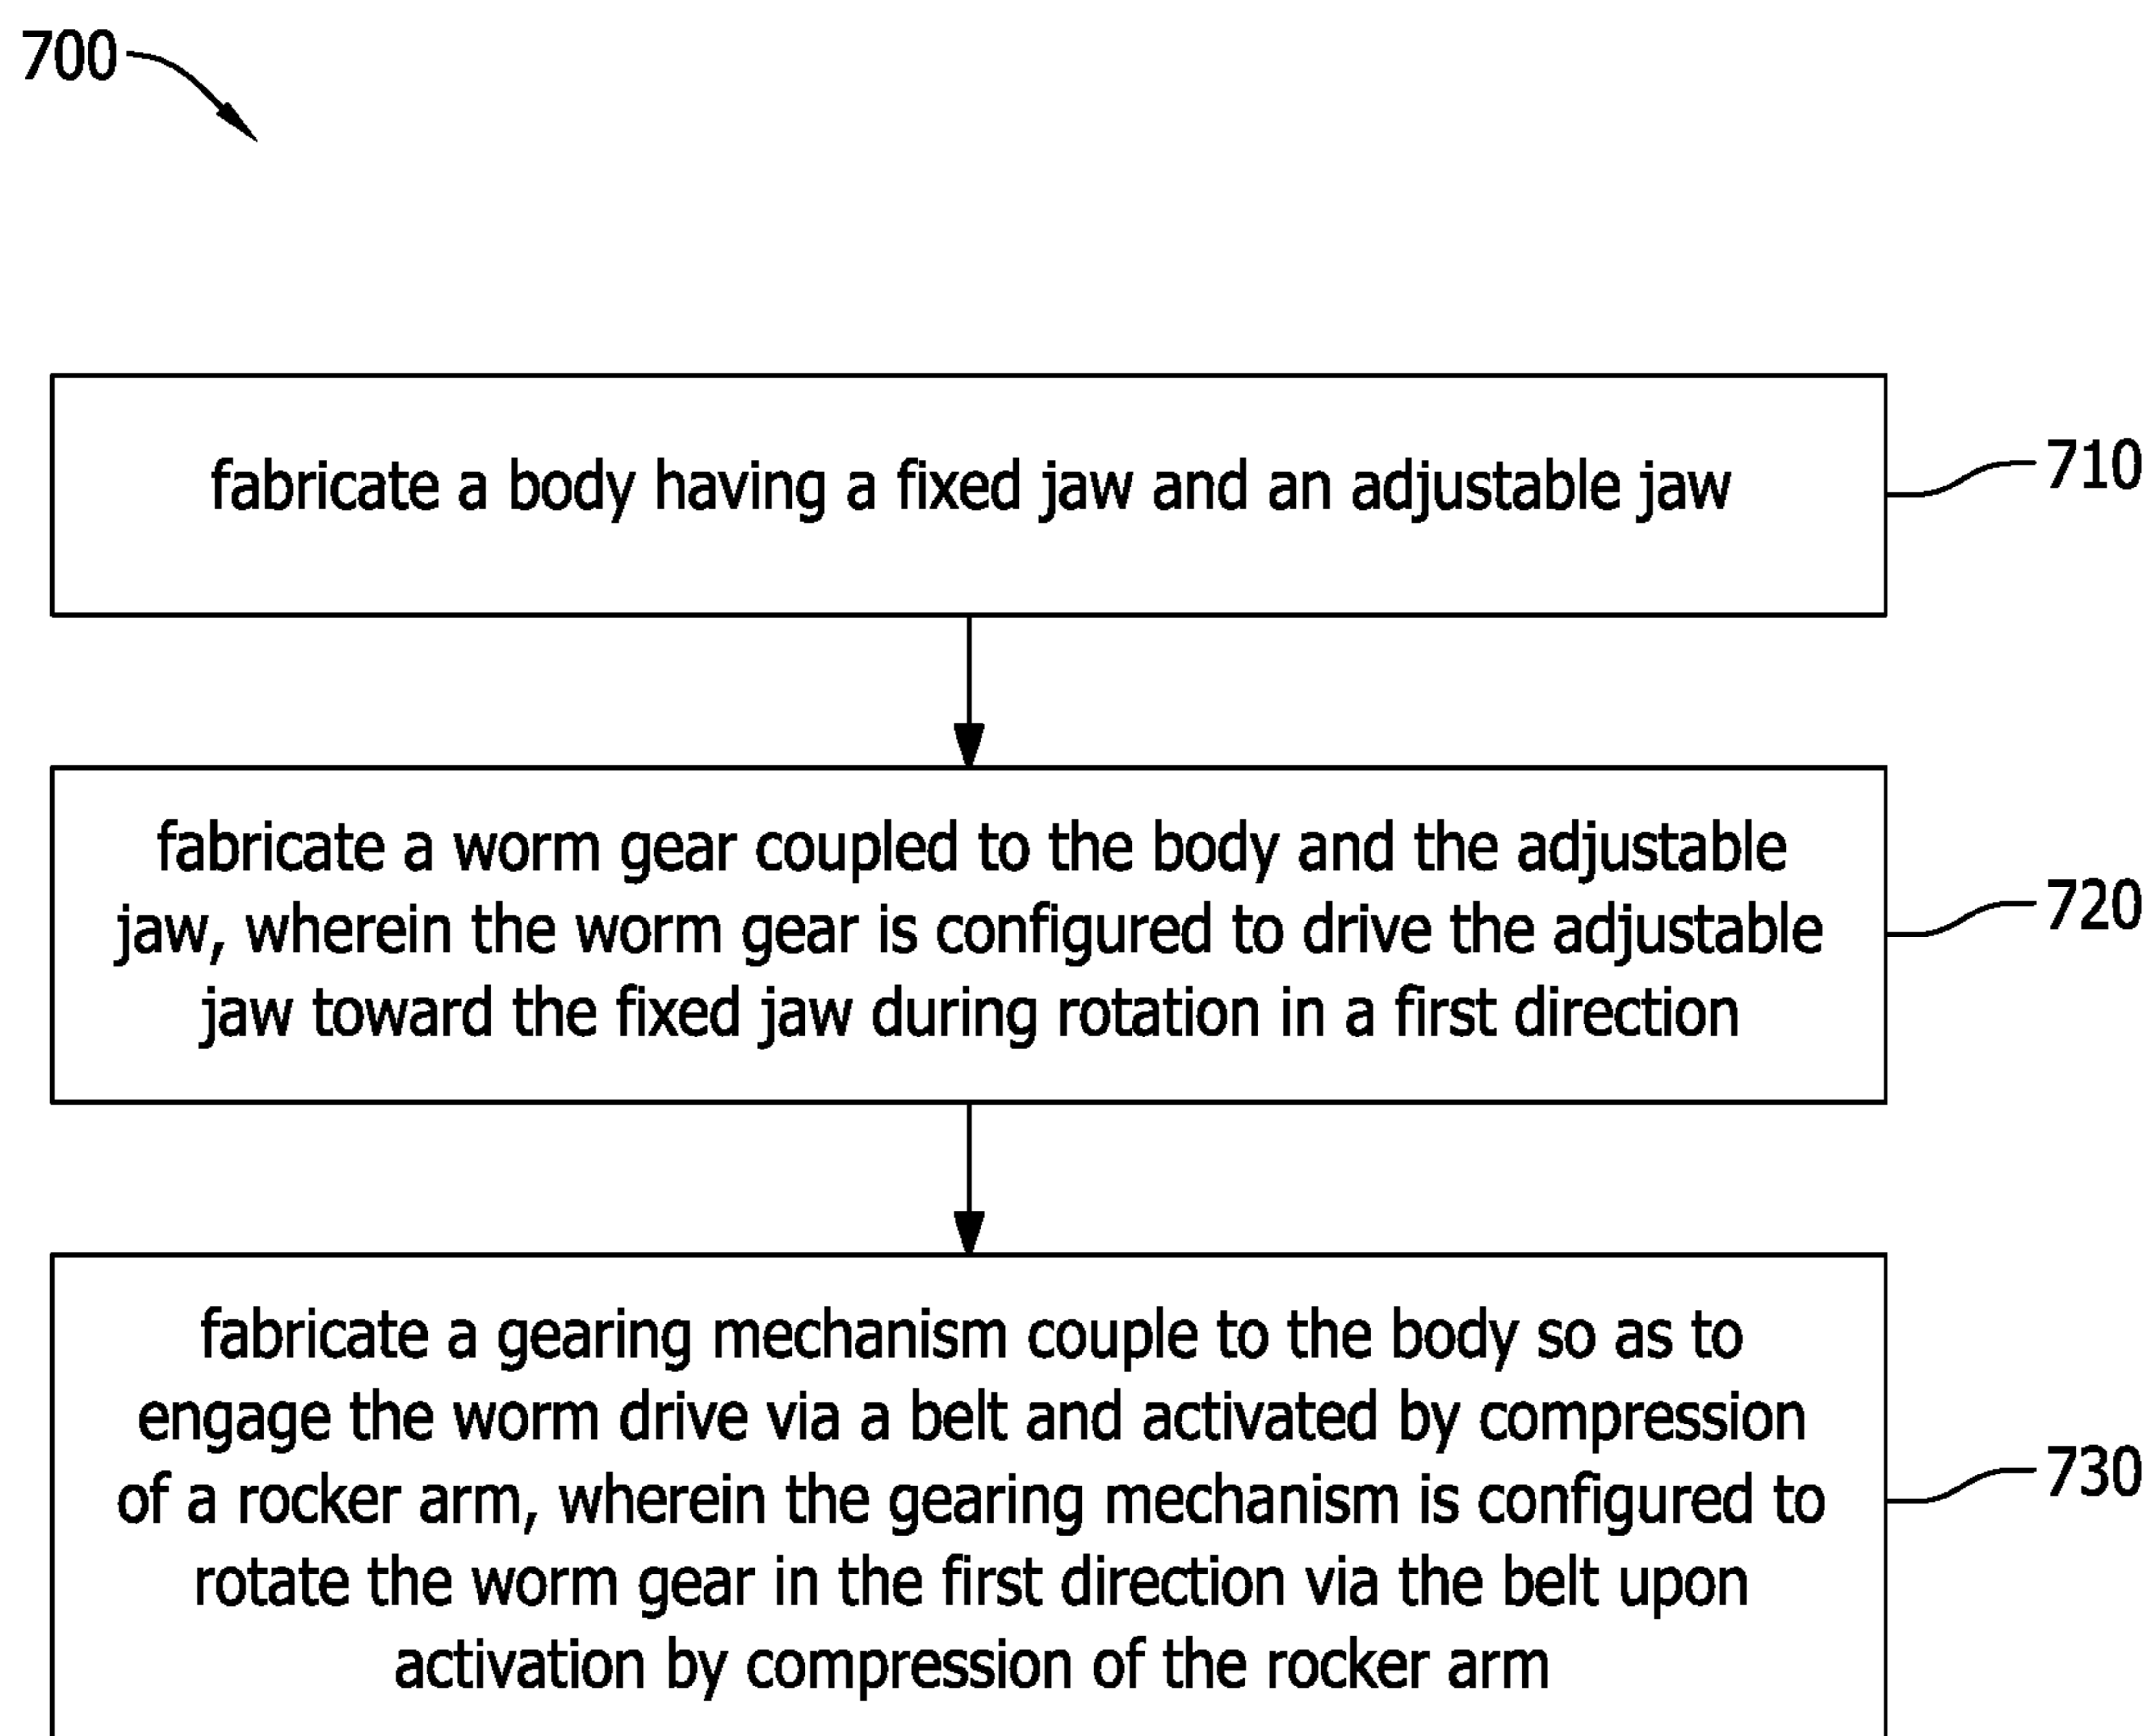 700
fabricate a body having a fixed jaw and an adjustable jaw
710
fabricate a worm gear coupled to the body and the adjustable
jaw, wherein the worm gear is configured to drive the adjustable
jaw toward the fixed jaw during rotation in a first direction
720
fabricate a gearing mechanism couple to the body so as to
engage the worm drive via a belt and activated by compression
of a rocker arm, wherein the gearing mechanism is configured to
rotate the worm gear in the first direction via the belt upon
activation by compression of the rocker arm
730